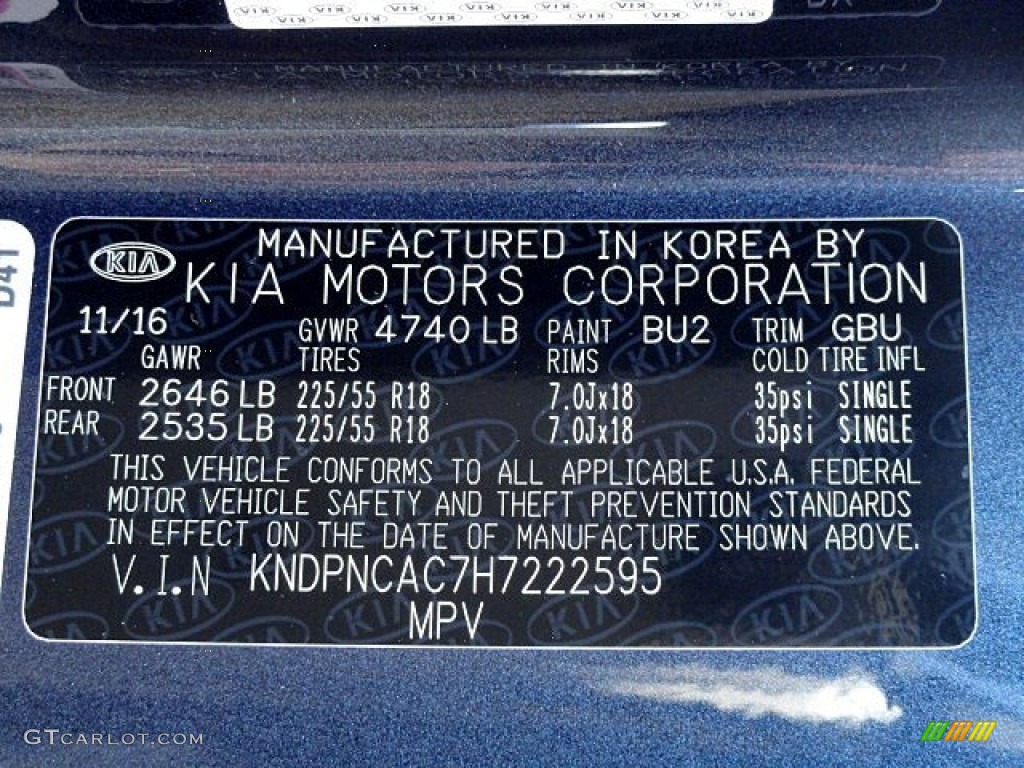 MANUFACTURED IN KOREA BY
KIA KIA MOTORS CORPORATION
11/16 GVWR 4740 LB PAINT BU2 TRIM GBU
GAWR TIRES RIMS COLD TIRE INFL
FRONT 2646 LB 225/55 R18 7.0Jx18 35psi SINGLE
REAR 2535 LB 225/55 R18 7.0Jx18 35psi SINGLE
THIS VEHICLE CONFORMS TO ALL APPLICABLE U.S.A. FEDERAL
MOTOR VEHICLE SAFETY AND THEFT PREVENTION STANDARDS
IN EFFECT ON THE DATE OF MANUFACTURE SHOWN ABOVE.
V.I.N KNDPNCAC7H7222595
MPV
GTCARLOT.COM